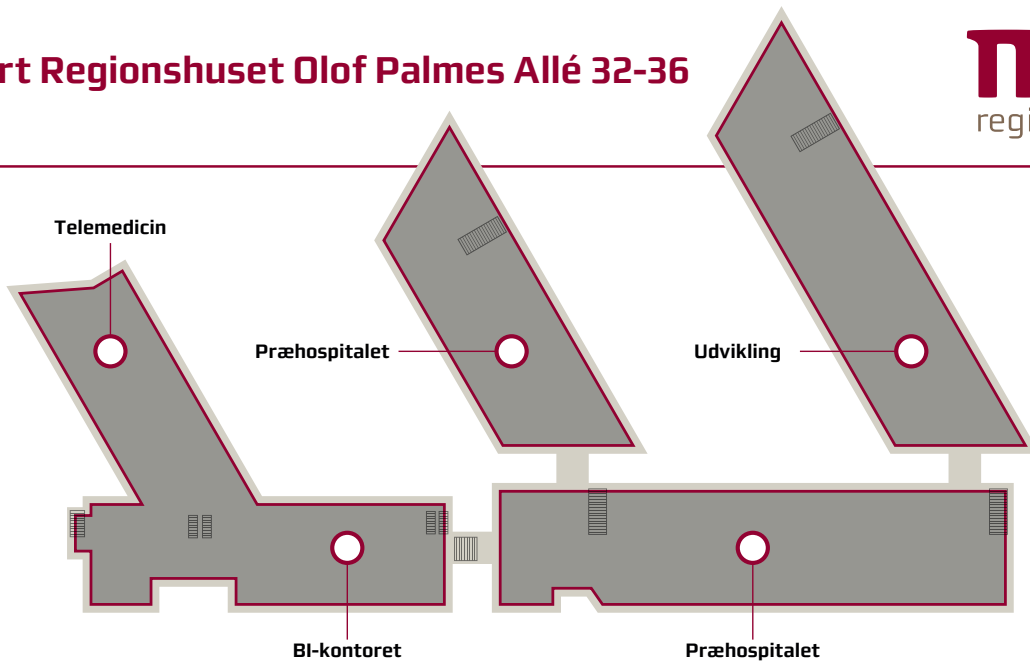 rt Regionshuset Olof Palmes Allé 32-36
regi
Telemedicin
Præhospitalet
Udvikling
BI-kontoret
Præhospitalet